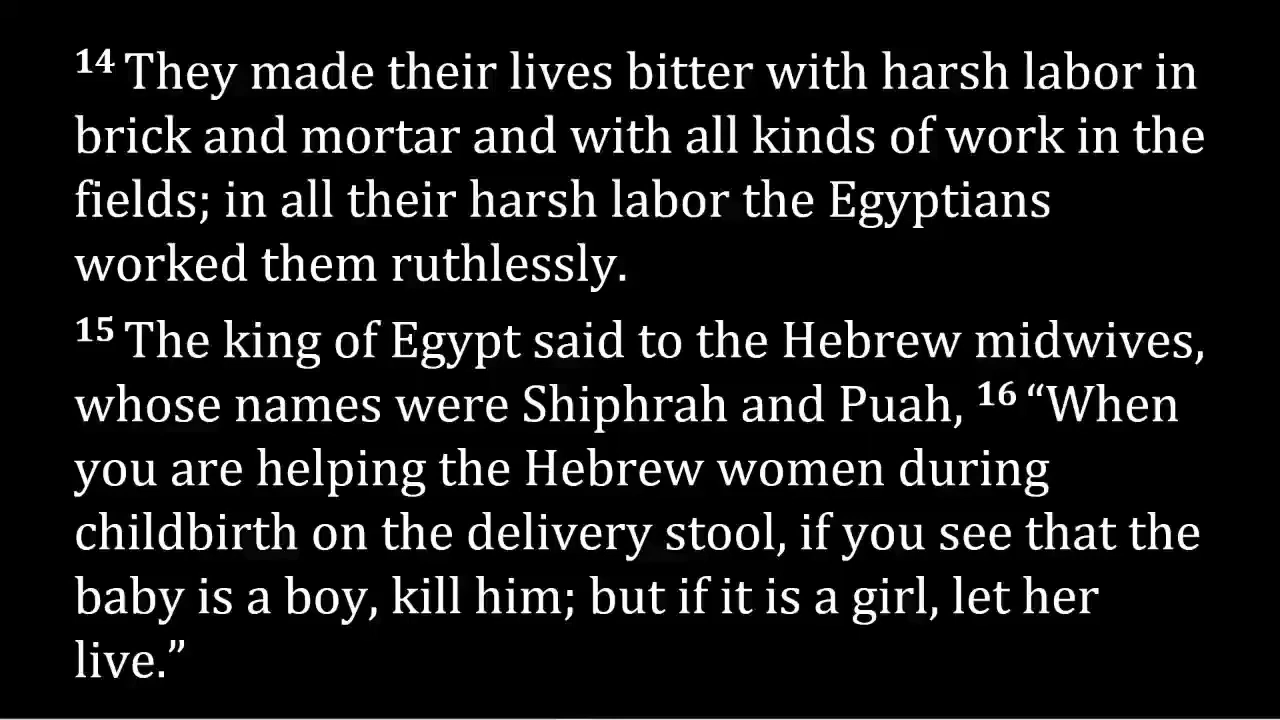 14 They made their lives bitter with harsh labor in
brick and mortar and with all kinds of work in the
fields; in all their harsh labor the Egyptians
worked them ruthlessly.
15 The king of Egypt said to the Hebrew midwives,
whose names were Shiphrah and Puah, 16 “When
you are helping the Hebrew women during
childbirth on the delivery stool, if you see that the
baby is a boy, kill him; but if it is a girl, let her
live.”